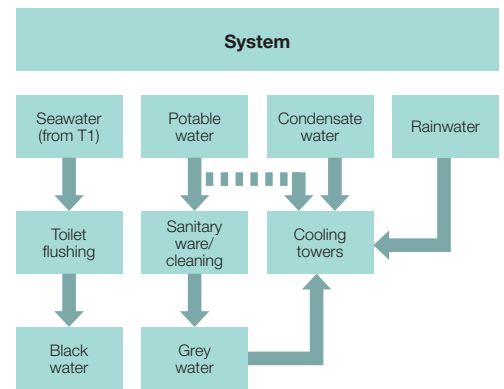 System
Seawater
(from T1)
Potable
water
Condensate
water
Rainwater
Toilet
flushing
Sanitary
ware/
cleaning
Cooling
towers
Black
water
Grey
water